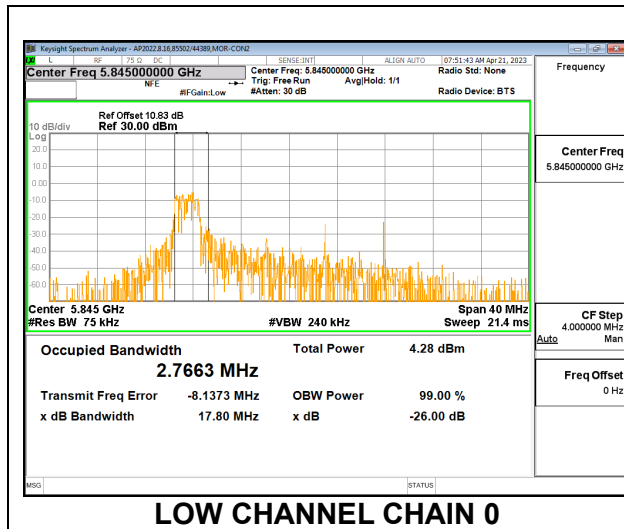 Keysight Spectrum Analyzer - AP2022.8.16,85502/44389,MOR-CON2
L RF 75 Ω DC SENSE:INT ALIGN AUTO 07:51:43 AM Apr 21, 2023
Center Freq 5.845000000 GHz Center Freq: 5.845000000 GHz Radio Std: None Frequency
NFE Trig: Free Run Avg|Hold: 1/1
#IFGain:Low #Atten: 30 dB Radio Device: BTS
Ref Offset 10.83 dB
10 dB/div Ref 30.00 dBm
Log
20.0
10.0
0.00
-10.0
-20.0
-30.0
-40.0
-50.0
-60.0
Center Freq
5.845000000 GHz
Center 5.845 GHz Span 40 MHz
#Res BW 75 kHz #VBW 240 kHz Sweep 21.4 ms
CF Step
4.000000 MHz
Auto Man
Occupied Bandwidth Total Power 4.28 dBm
2.7663 MHz
Freq Offset
0 Hz
Transmit Freq Error -8.1373 MHz OBW Power 99.00 %
x dB Bandwidth 17.80 MHz x dB -26.00 dB
MSG STATUS
LOW CHANNEL CHAIN 0